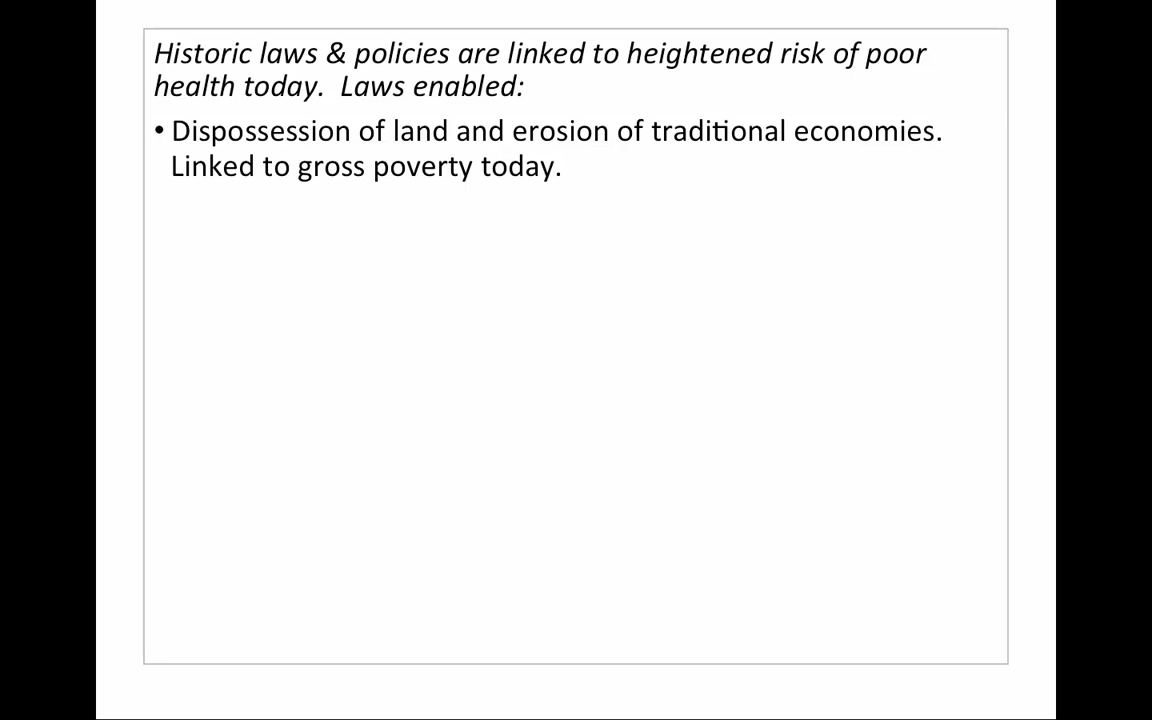 Historic laws & policies are linked to heightened risk of poor
health today.  Laws enabled:
• Dispossession of land and erosion of traditional economies.
Linked to gross poverty today.